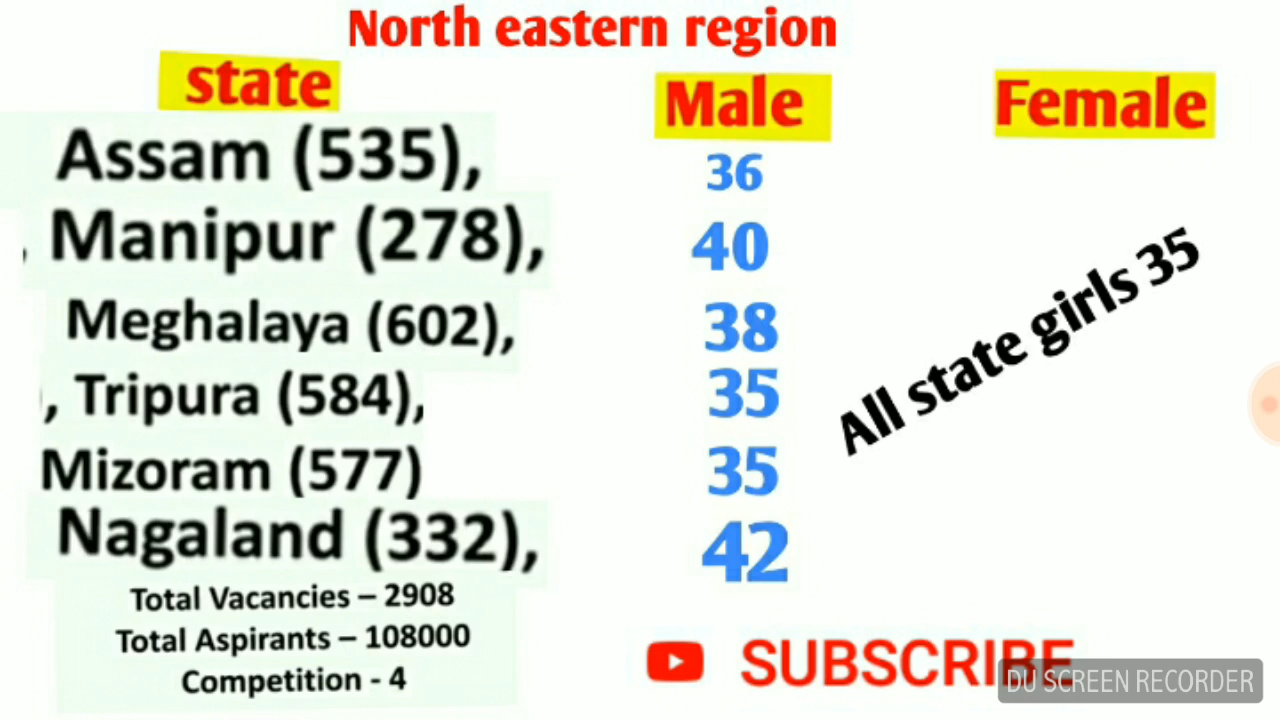 North eastern region
state Male Female
Assam (535), 36
, Manipur (278), 40
Meghalaya (602), 38
, Tripura (584), 35
All state girls 35
Mizoram (577) 35
Nagaland (332), 42
Total Vacancies – 2908
Total Aspirants – 108000
Competition - 4
SUBSCRIBE
DU SCREEN RECORDER